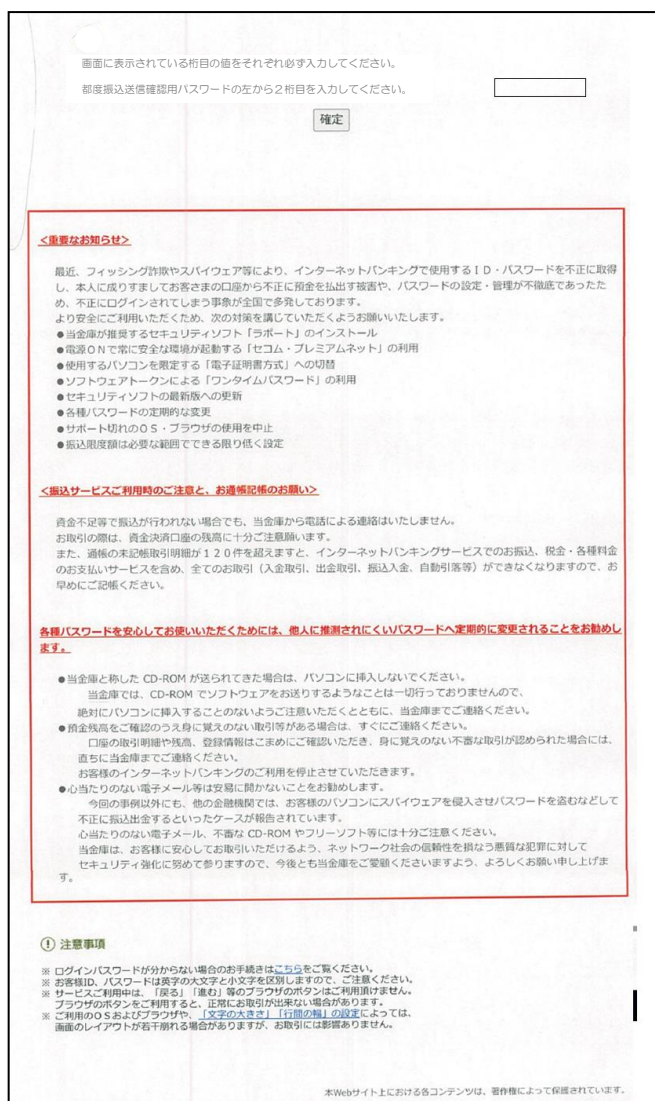 画面に表示されている桁目の値をそれぞれ必ず入力してください。
都度振込送信確認用パスワードの左から２桁目を入力してください。
確定
＜重要なお知らせ＞
最近、フィッシング詐欺やスパイウェア等により、インターネットバンキングで使用するＩＤ・パスワードを不正に取得
し、本人に成りすましてお客さまの口座から不正に預金を払出す被害や、パスワードの設定・管理が不徹底であったた
め、不正にログインされてしまう事象が全国で多発しております。
より安全にご利用いただくため、次の対策を講じていただくようお願いいたします。
●当金庫が推奨するセキュリティソフト「ラポート」のインストール
●電源ＯＮで常に安全な環境が起動する「セコム・プレミアムネット」の利用
●使用するパソコンを限定する「電子証明書方式」への切替
●ソフトウェアトークンによる「ワンタイムパスワード」の利用
●セキュリティソフトの最新版への更新
●各種パスワードの定期的な変更
●サポート切れのＯＳ・ブラウザの使用を中止
●振込限度額は必要な範囲でできる限り低く設定
＜振込サービスご利用時のご注意と、お通帳記帳のお願い＞
資金不足等で振込が行われない場合でも、当金庫から電話による連絡はいたしません。
お取引の際は、資金決済口座の残高に十分ご注意願います。
また、通帳の未記帳取引明細が１２０件を超えますと、インターネットバンキングサービスでのお振込、税金・各種料金
のお支払いサービスを含め、全てのお取引（入金取引、出金取引、振込入金、自動引落等）ができなくなりますので、お
早めにご記帳ください。
各種パスワードを安心してお使いいただくためには、他人に推測されにくいパスワードへ定期的に変更されることをお勧めし
ます。
●当金庫と称した CD-ROM が送られてきた場合は、パソコンに挿入しないでください。
当金庫では、CD-ROM でソフトウェアをお送りするようなことは一切行っておりませんので、
絶対にパソコンに挿入することのないようご注意いただくとともに、当金庫までご連絡ください。
●預金残高をご確認のうえ身に覚えのない取引等がある場合は、すぐにご連絡ください。
口座の取引明細や残高、登録情報はこまめにご確認いただき、身に覚えのない不審な取引が認められた場合には、
直ちに当金庫までご連絡ください。
お客様のインターネットバンキングのご利用を停止させていただきます。
●心当たりのない電子メール等は安易に開かないことをお勧めします。
今回の事例以外にも、他の金融機関では、お客様のパソコンにスパイウェアを侵入させパスワードを盗むなどして
不正に振込出金するといったケースが報告されています。
心当たりのない電子メール、不審な CD-ROM やフリーソフト等には十分ご注意ください。
当金庫は、お客様に安心してお取引いただけるよう、ネットワーク社会の信頼性を損なう悪質な犯罪に対して
セキュリティ強化に努めて参りますので、今後とも当金庫をご愛顧くださいますよう、よろしくお願い申し上げま
す。
注意事項
※ ログインパスワードが分からない場合のお手続きはこちらをご覧ください。
※ お客様ID、パスワードは英字の大文字と小文字を区別しますので、ご注意ください。
※ サービスご利用中は、「戻る」「進む」等のブラウザのボタンはご利用頂けません。
ブラウザのボタンをご利用すると、正常にお取引が出来ない場合があります。
※ ご利用のＯＳおよびブラウザや、「文字の大きさ」「行間の幅」の設定によっては、
画面のレイアウトが若干崩れる場合がありますが、お取引には影響ありません。
本Webサイト上における各コンテンツは、著作権によって保護されています。